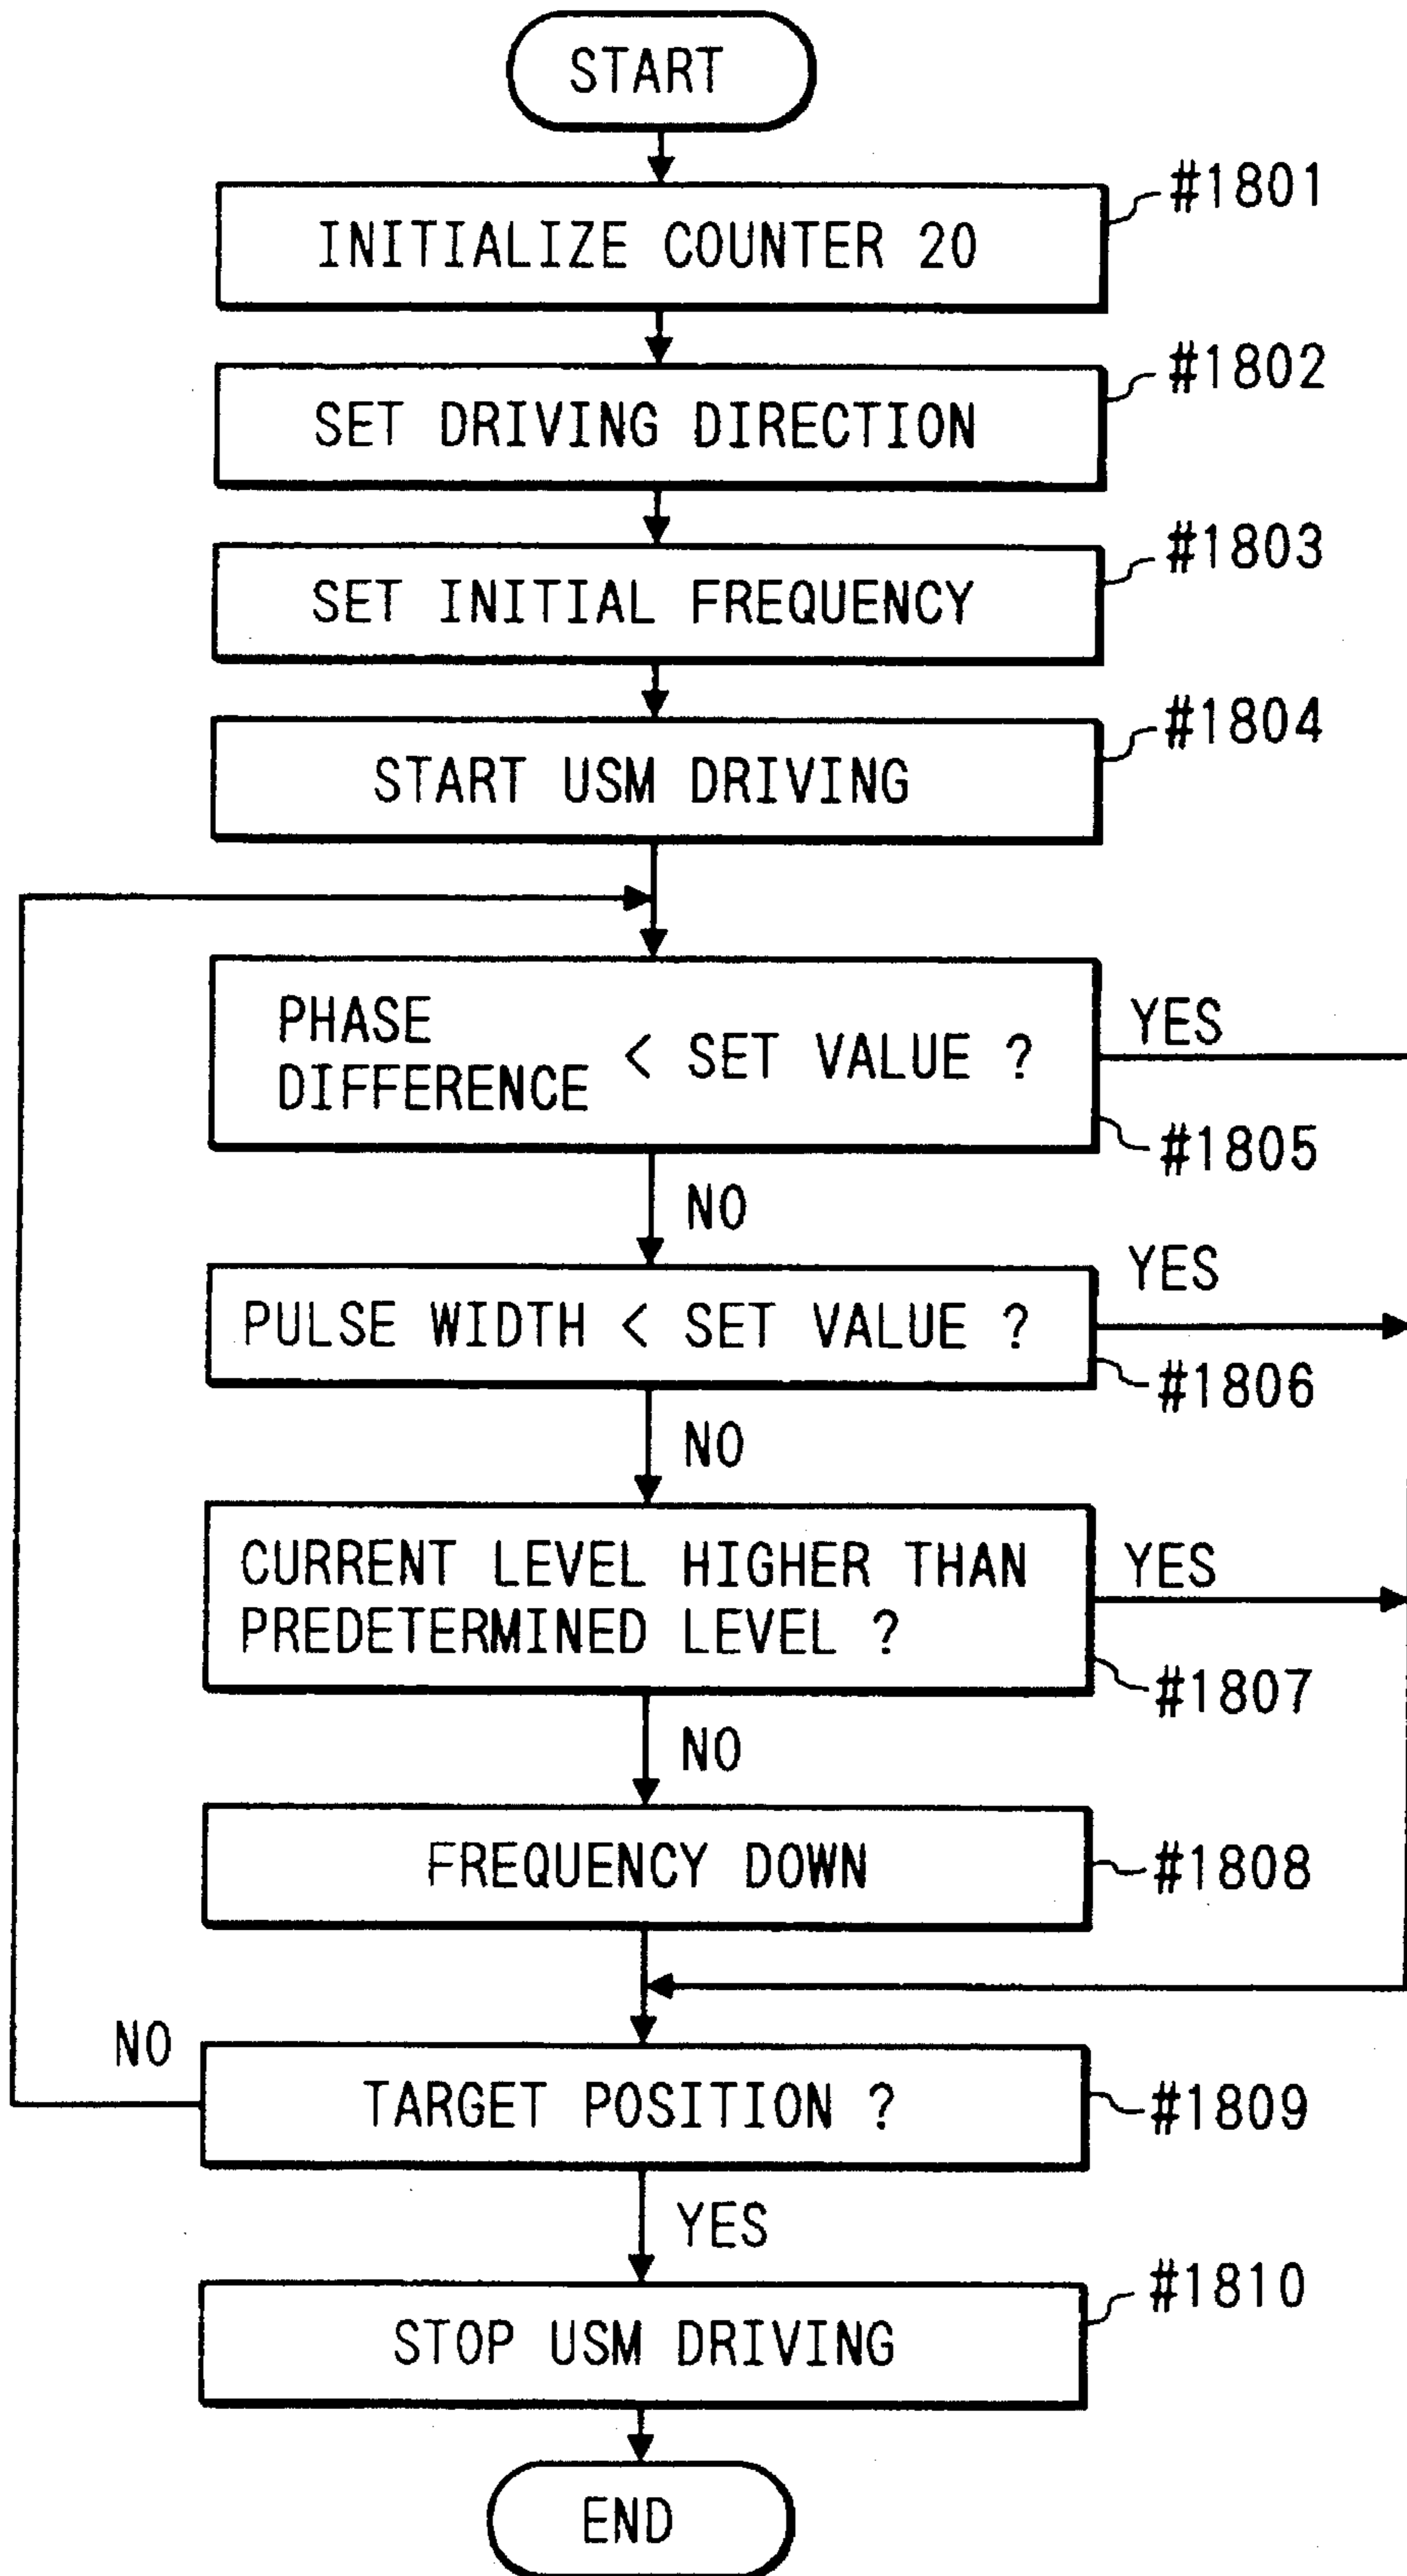 START
#1801
INITIALIZE COUNTER 20
#1802
SET DRIVING DIRECTION
#1803
SET INITIAL FREQUENCY
#1804
START USM DRIVING
PHASE
DIFFERENCE < SET VALUE ?
YES
#1805
NO
YES
PULSE WIDTH < SET VALUE ?
#1806
NO
CURRENT LEVEL HIGHER THAN
PREDETERMINED LEVEL ?
YES
#1807
NO
FREQUENCY DOWN
#1808
NO
TARGET POSITION ?
#1809
YES
#1810
STOP USM DRIVING
END